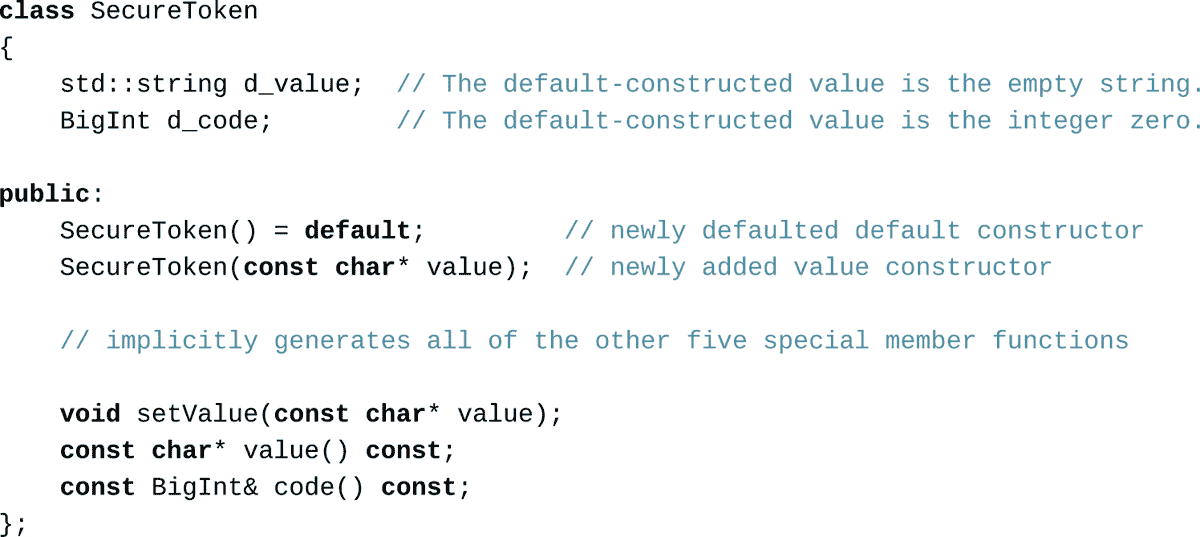 class SecureToken
{
    std::string d_value;  // The default-constructed value is the empty string.
    BigInt d_code;        // The default-constructed value is the integer zero.

public:
    SecureToken() = default;         // newly defaulted default constructor
    SecureToken(const char* value);  // newly added value constructor

    // implicitly generates all of the other five special member functions

    void setValue(const char* value);
    const char* value() const;
    const BigInt& code() const;
};